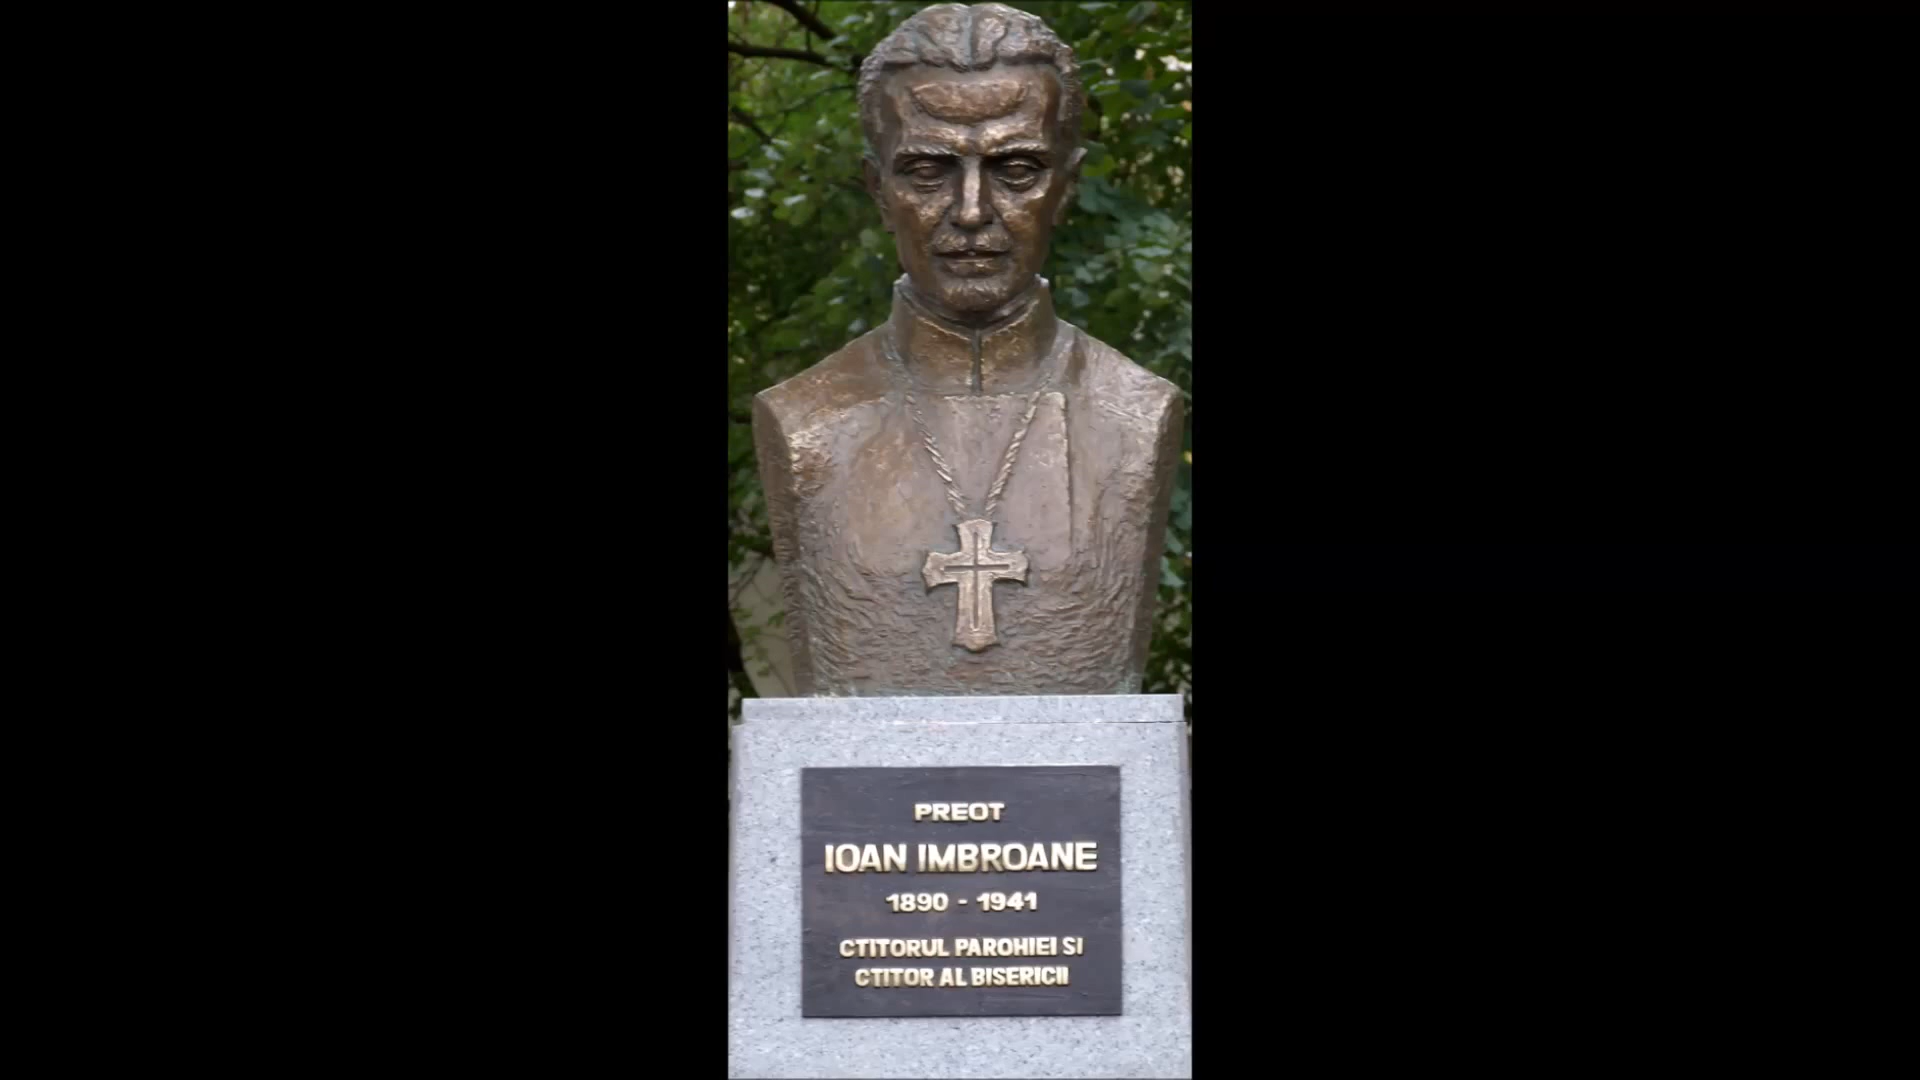 PREOT
IOAN IMBROANE
1890 - 1941
CTITORUL PAROHIEI SI
CTITOR AL BISERICII